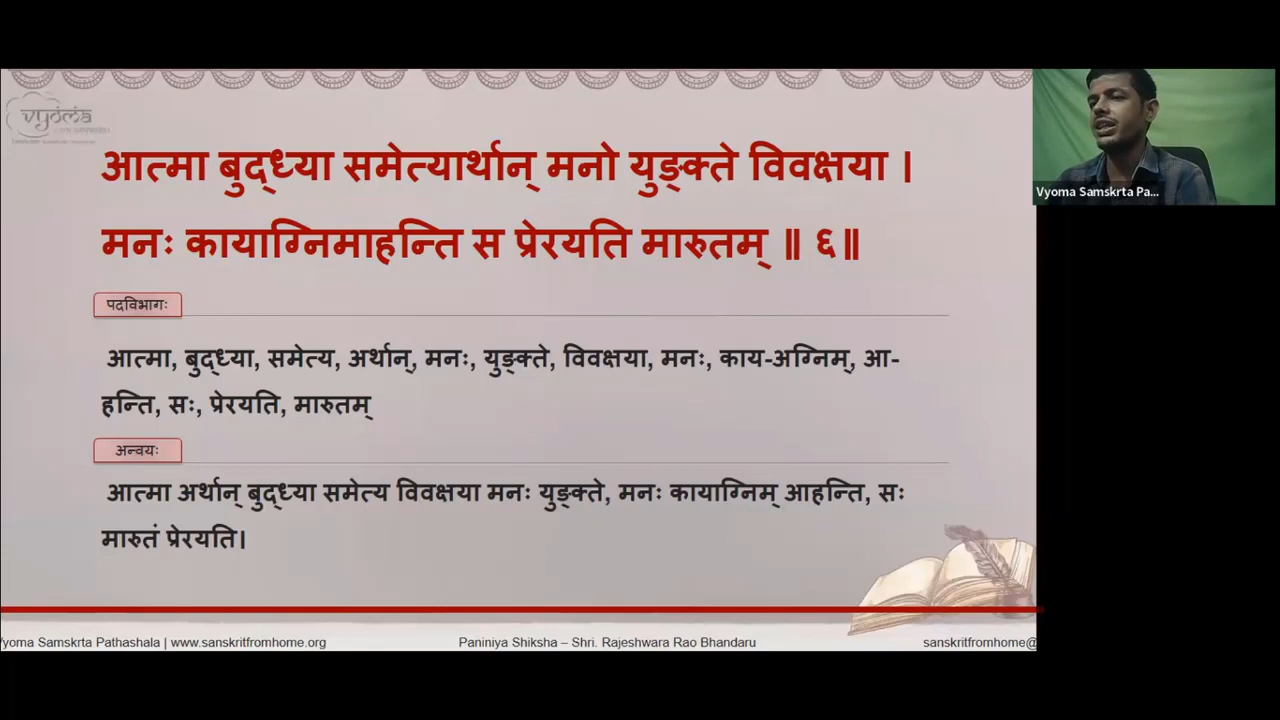 vyoma
आत्मा बुद्ध्या समेत्यार्थान् मनो युङ्क्ते विवक्षया ।
मनः कायाग्निमाहन्ति स प्रेरयति मारुतम् ॥ ६॥
पदविभागः
आत्मा, बुद्ध्या, समेत्य, अर्थान्, मनः, युङ्क्ते, विवक्षया, मनः, काय-अग्निम्, आ-
हन्ति, सः, प्रेरयति, मारुतम्
अन्वयः
आत्मा अर्थान् बुद्ध्या समेत्य विवक्षया मनः युङ्क्ते, मनः कायाग्निम् आहन्ति, सः
मारुतं प्रेरयति।
Vyoma Samskrta Pa...
yoma Samskrta Pathashala | www.sanskritfromhome.org
Paniniya Shiksha – Shri. Rajeshwara Rao Bhandaru
sanskritfromhome@